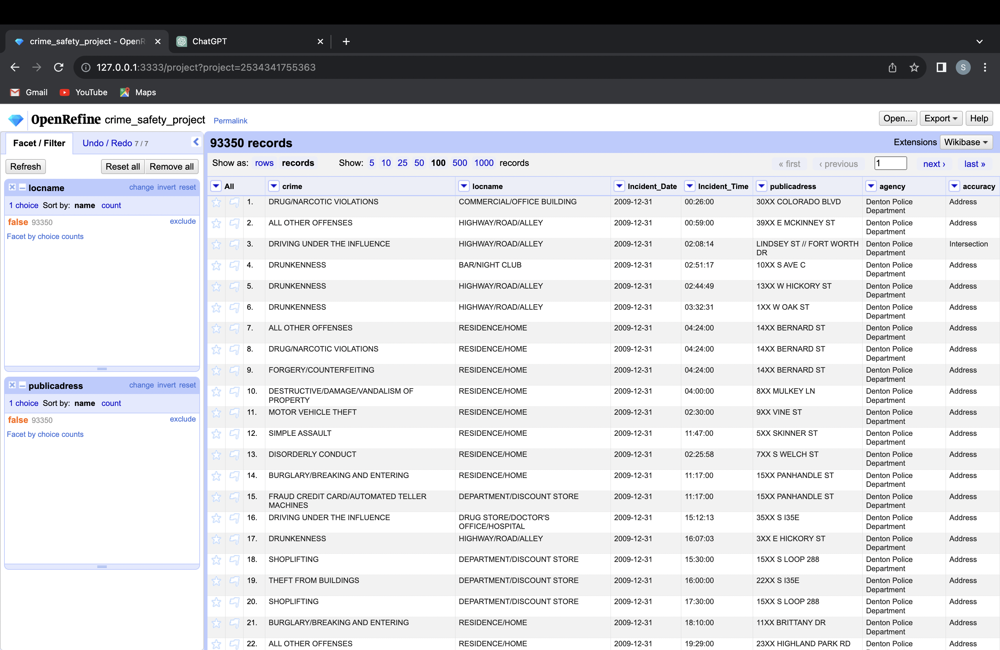 crime_safety_project - OpenR
ChatGPT
127.0.0.1:3333/project?project=2534341755363
S
Gmail YouTube Maps
OpenRefine crime_safety_project Permalink
Open... Export Help
Facet / Filter Undo / Redo 7 / 7
Refresh Reset all Remove all
locname change invert reset
1 choice Sort by: name count
false 93350 exclude
Facet by choice counts
publicadress change invert reset
1 choice Sort by: name count
false 93350 exclude
Facet by choice counts
93350 records
Extensions Wikibase
Show as: rows records Show: 5 10 25 50 100 500 1000 records
« first ‹ previous 1 next › last »
All crime locname Incident_Date Incident_Time publicadress agency accuracy
1. DRUG/NARCOTIC VIOLATIONS COMMERCIAL/OFFICE BUILDING 2009-12-31 00:26:00 30XX COLORADO BLVD Denton Police Address
Department
2. ALL OTHER OFFENSES HIGHWAY/ROAD/ALLEY 2009-12-31 00:59:00 39XX E MCKINNEY ST Denton Police Address
Department
3. DRIVING UNDER THE INFLUENCE HIGHWAY/ROAD/ALLEY 2009-12-31 02:08:14 LINDSEY ST // FORT WORTH Denton Police Intersection
DR Department
4. DRUNKENNESS BAR/NIGHT CLUB 2009-12-31 02:51:17 10XX S AVE C Denton Police Address
Department
5. DRUNKENNESS HIGHWAY/ROAD/ALLEY 2009-12-31 02:44:49 13XX W HICKORY ST Denton Police Address
Department
6. DRUNKENNESS HIGHWAY/ROAD/ALLEY 2009-12-31 03:32:31 1XX W OAK ST Denton Police Address
Department
7. ALL OTHER OFFENSES RESIDENCE/HOME 2009-12-31 04:24:00 14XX BERNARD ST Denton Police Address
Department
8. DRUG/NARCOTIC VIOLATIONS RESIDENCE/HOME 2009-12-31 04:24:00 14XX BERNARD ST Denton Police Address
Department
9. FORGERY/COUNTERFEITING RESIDENCE/HOME 2009-12-31 04:24:00 14XX BERNARD ST Denton Police Address
Department
10. DESTRUCTIVE/DAMAGE/VANDALISM OF RESIDENCE/HOME 2009-12-31 04:00:00 8XX MULKEY LN Denton Police Address
PROPERTY Department
11. MOTOR VEHICLE THEFT RESIDENCE/HOME 2009-12-31 02:30:00 9XX VINE ST Denton Police Address
Department
12. SIMPLE ASSAULT RESIDENCE/HOME 2009-12-31 11:47:00 5XX SKINNER ST Denton Police Address
Department
13. DISORDERLY CONDUCT RESIDENCE/HOME 2009-12-31 02:25:58 7XX S WELCH ST Denton Police Address
Department
14. BURGLARY/BREAKING AND ENTERING RESIDENCE/HOME 2009-12-31 11:17:00 15XX PANHANDLE ST Denton Police Address
Department
15. FRAUD CREDIT CARD/AUTOMATED TELLER DEPARTMENT/DISCOUNT STORE 2009-12-31 11:17:00 15XX PANHANDLE ST Denton Police Address
MACHINES Department
16. DRIVING UNDER THE INFLUENCE DRUG STORE/DOCTOR'S 2009-12-31 15:12:13 35XX S I35E Denton Police Address
OFFICE/HOSPITAL Department
17. DRUNKENNESS HIGHWAY/ROAD/ALLEY 2009-12-31 16:07:03 3XX E HICKORY ST Denton Police Address
Department
18. SHOPLIFTING DEPARTMENT/DISCOUNT STORE 2009-12-31 15:30:00 15XX S LOOP 288 Denton Police Address
Department
19. THEFT FROM BUILDINGS DEPARTMENT/DISCOUNT STORE 2009-12-31 16:00:00 22XX S I35E Denton Police Address
Department
20. SHOPLIFTING DEPARTMENT/DISCOUNT STORE 2009-12-31 17:30:00 15XX S LOOP 288 Denton Police Address
Department
21. BURGLARY/BREAKING AND ENTERING RESIDENCE/HOME 2009-12-31 18:10:00 11XX BRITTANY DR Denton Police Address
Department
22. ALL OTHER OFFENSES RESIDENCE/HOME 2009-12-31 19:29:00 23XX HIGHLAND PARK RD Denton Police Address